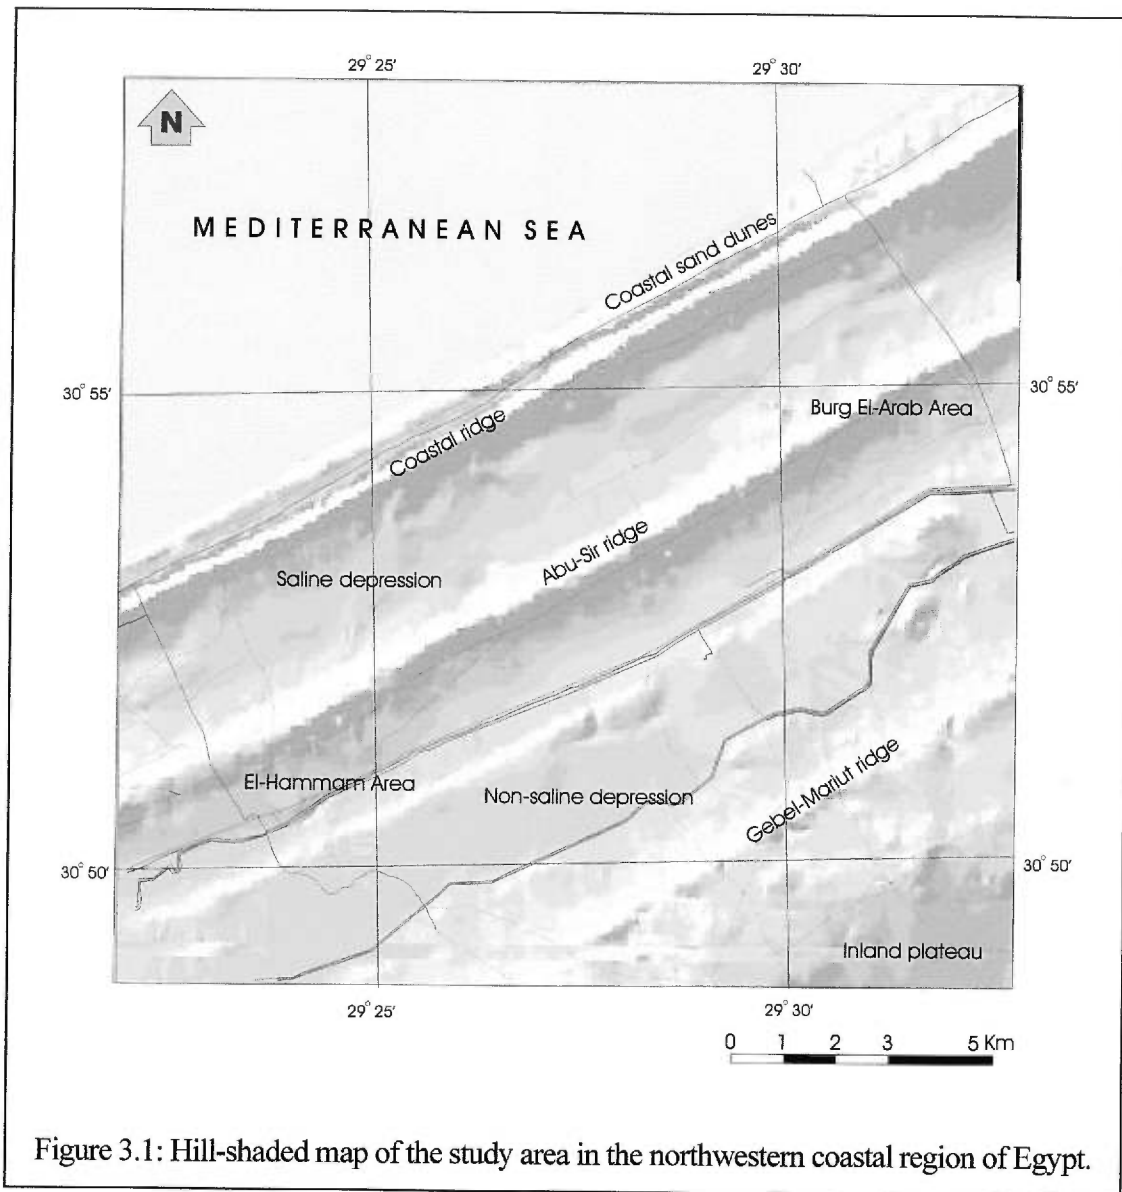 29° 25' 29° 30'
N
MEDITERRANEAN SEA
Coastal sand dunes
30° 55' 30° 55'
Burg El-Arab Area
Coastal ridge
Abu-Sir ridge
Saline depression
El-Hammam Area
Non-saline depression
Gebel-Mariut ridge
30° 50' 30° 50'
Inland plateau
29° 25' 29° 30'
0 1 2 3 5 Km
Figure 3.1: Hill-shaded map of the study area in the northwestern coastal region of Egypt.